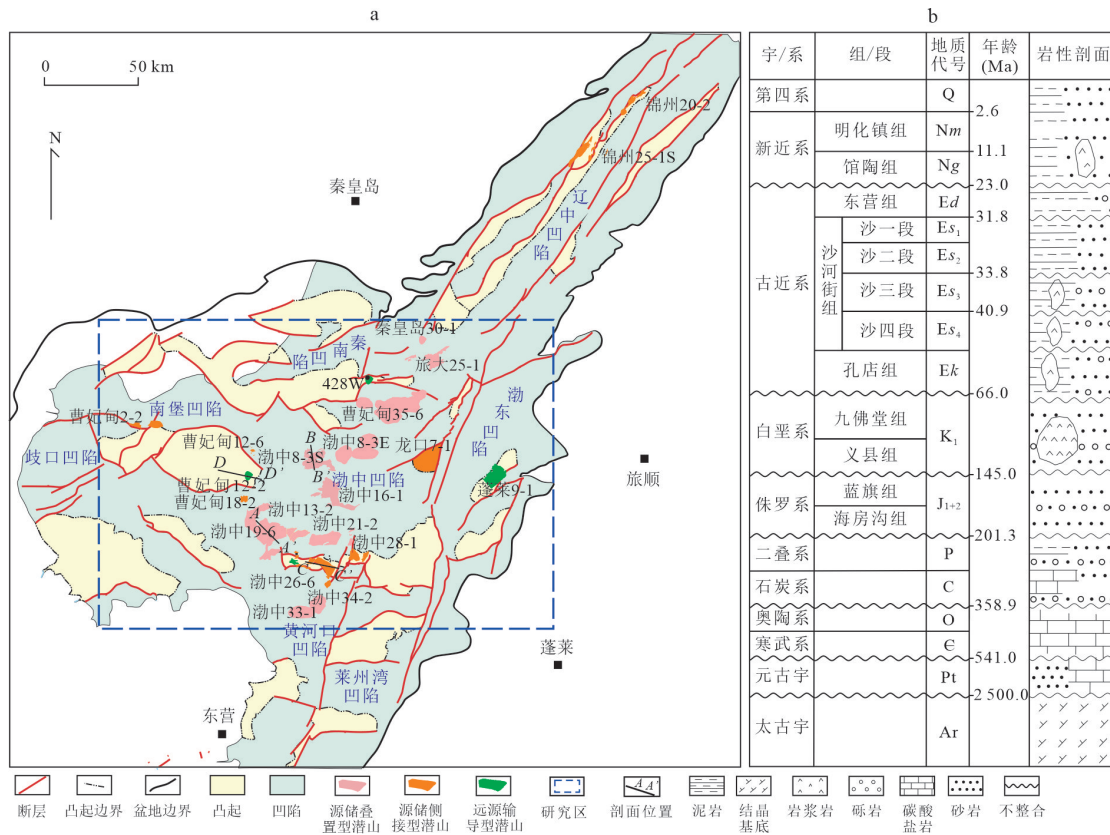 a
0 50 km
N
锦州20-2
锦州25-1S
秦皇岛
辽中凹陷
秦皇岛30-1
秦南凹陷
旅大25-1
428W
渤东凹陷
曹妃甸2-2
南堡凹陷
曹妃甸35-6
曹妃甸12-6
B
渤中8-3E
龙口7-1
渤中8-3S
歧口凹陷
D
D'
B'
渤中凹陷
旅顺
曹妃甸12-2
渤中16-1
蓬莱9-1
曹妃甸18-2
渤中13-2
A
渤中21-2
渤中19-6
A'
渤中28-1
C
C'
渤中26-6
渤中34-2
渤中33-1
黄河口
凹陷
蓬莱
莱州湾
凹陷
东营
b
宇/系 组/段 地质代号 年龄(Ma) 岩性剖面
第四系 Q
2.6
新近系 明化镇组 Nm
11.1
馆陶组 Ng
23.0
古近系 东营组 Ed
31.8
沙河街组 沙一段 Es1
沙二段 Es2
33.8
沙三段 Es3
40.9
沙四段 Es4
孔店组 Ek
66.0
白垩系 九佛堂组 K1
义县组
145.0
侏罗系 蓝旗组 J1+2
海房沟组
201.3
二叠系 P
石炭系 C
358.9
奥陶系 O
寒武系 Є
541.0
元古宇 Pt
2 500.0
太古宇 Ar
断层 凸起边界 盆地边界 凸起 凹陷 源储叠置型潜山 源储侧接型潜山 远源输导型潜山 研究区 A A' 剖面位置 泥岩 结晶基底 岩浆岩 砾岩 碳酸盐岩 砂岩 不整合